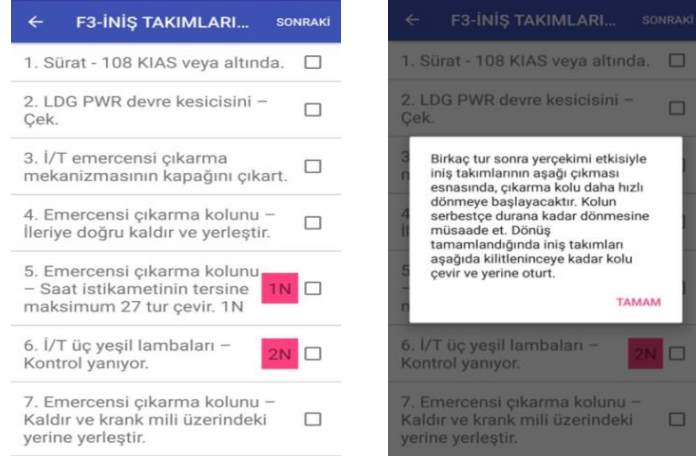 F3-İNİŞ TAKIMLARI...
SONRAKİ
1. Sürat - 108 KIAS veya altında.
2. LDG PWR devre kesicisini –
Çek.
3. İ/T emercensi çıkarma
mekanizmasının kapağını çıkart.
4. Emercensi çıkarma kolunu –
İleriye doğru kaldır ve yerleştir.
5. Emercensi çıkarma kolunu
– Saat istikametinin tersine
maksimum 27 tur çevir. 1N
1N
6. İ/T üç yeşil lambaları –
Kontrol yanıyor.
2N
7. Emercensi çıkarma kolunu –
Kaldır ve krank mili üzerindeki
yerine yerleştir.
F3-İNİŞ TAKIMLARI...
SONRAKİ
1. Sürat - 108 KIAS veya altında.
2. LDG PWR devre kesicisini –
Çek.
Birkaç tur sonra yerçekimi etkisiyle
iniş takımlarının aşağı çıkması
esnasında, çıkarma kolu daha hızlı
dönmeye başlayacaktır. Kolun
serbestçe durana kadar dönmesine
müsaade et. Dönüş
tamamlandığında iniş takımları
aşağıda kilitleninceye kadar kolu
çevir ve yerine oturt.
TAMAM
6. İ/T üç yeşil lambaları –
Kontrol yanıyor.
2N
7. Emercensi çıkarma kolunu –
Kaldır ve krank mili üzerindeki
yerine yerleştir.